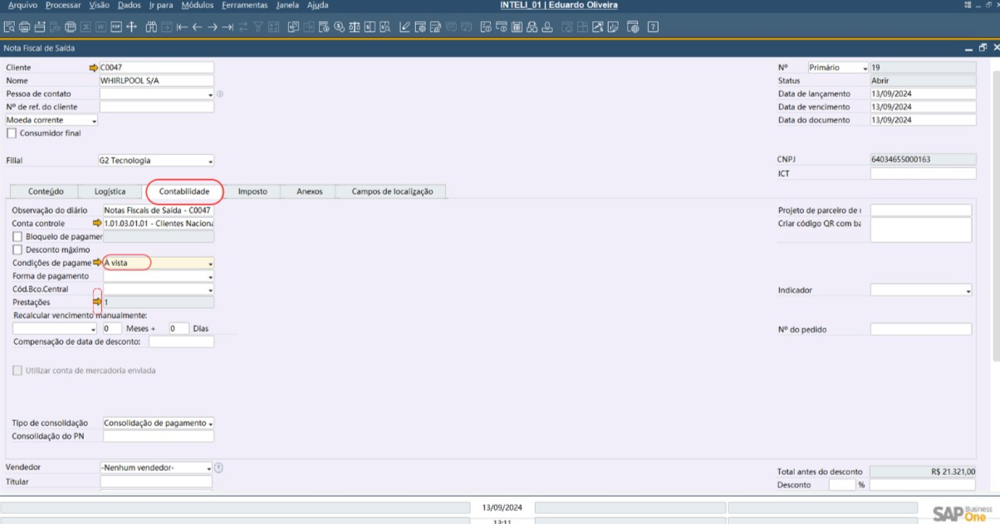 Arquivo Processar Visão Dados Ir para Módulos Ferramentas Janela Ajuda INTELI_01 | Eduardo Oliveira
Nota Fiscal de Saída
Cliente C0047 Nº Primário 19
Nome WHIRLPOOL S/A Status Abrir
Pessoa de contato Data de lançamento 13/09/2024
Nº de ref. do cliente Data de vencimento 13/09/2024
Moeda corrente Data do documento 13/09/2024
Consumidor final
Filial G2 Tecnologia CNPJ 64034655000163
ICT
Conteúdo Logística Contabilidade Imposto Anexos Campos de localização
Observação do diário Notas Fiscais de Saída - C0047 Projeto de parceiro de r
Conta controle 1.01.03.01.01 - Clientes Naciona Criar código QR com ba
Bloqueio de pagamer
Desconto máximo
Condições de pagame À vista
Forma de pagamento
Cód.Bco.Central Indicador
Prestações 1
Recalcular vencimento manualmente:
0 Meses + 0 Dias Nº do pedido
Compensação de data de desconto:
Utilizar conta de mercadoria enviada
Tipo de consolidação Consolidação de pagamento
Consolidação do PN
Vendedor -Nenhum vendedor- Total antes do desconto R$ 21.321,00
Titular Desconto %
13/09/2024
SAP Business One